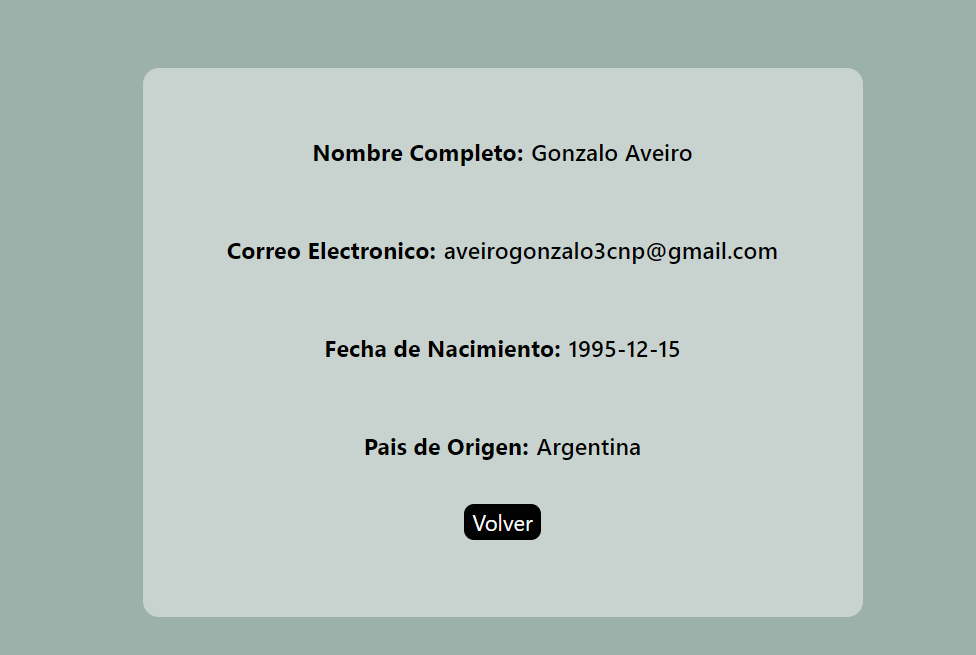 Nombre Completo: Gonzalo Aveiro
Correo Electronico: aveirogonzalo3cnp@gmail.com
Fecha de Nacimiento: 1995-12-15
Pais de Origen: Argentina
Volver